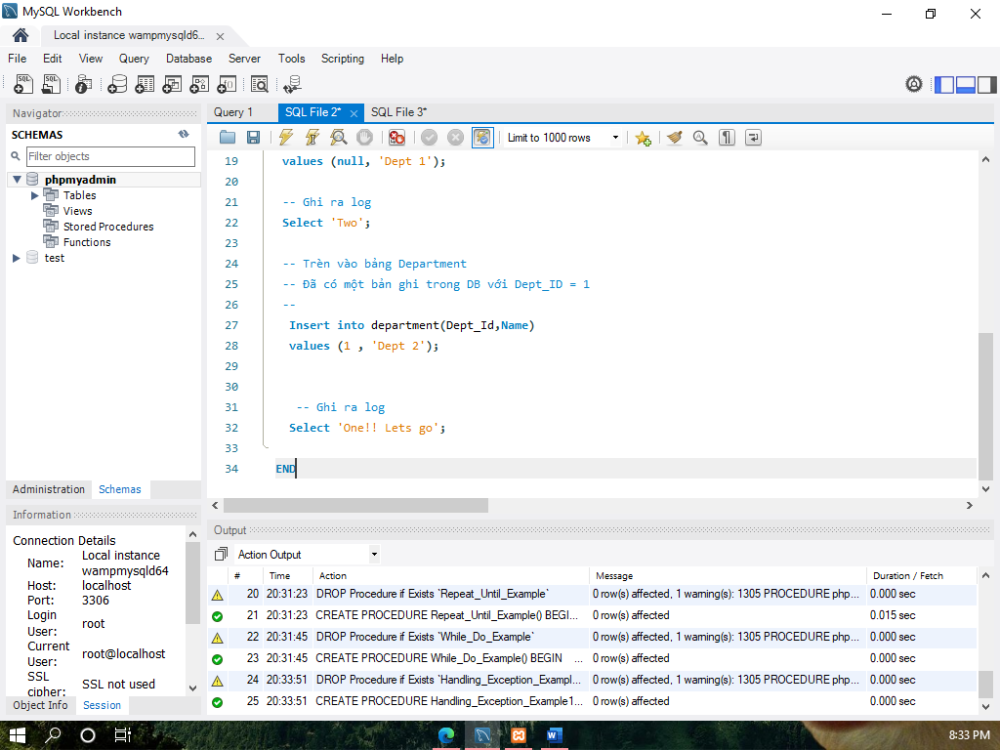 MySQL Workbench
Local instance wampmysqld6...
File Edit View Query Database Server Tools Scripting Help
Navigator
SCHEMAS
Filter objects
phpmyadmin
Tables
Views
Stored Procedures
Functions
test
Administration Schemas
Information
Connection Details
Name: Local instance wampmysqld64
Host: localhost
Port: 3306
Login User: root
Current User: root@localhost
SSL cipher: SSL not used
Object Info Session
Query 1 SQL File 2* SQL File 3*
Limit to 1000 rows
19 values (null, 'Dept 1');
20
21 -- Ghi ra log
22 Select 'Two';
23
24 -- Trèn vào bảng Department
25 -- Đã có một bản ghi trong DB với Dept_ID = 1
26 --
27 Insert into department(Dept_Id,Name)
28 values (1 , 'Dept 2');
29
30
31 -- Ghi ra log
32 Select 'One!! Lets go';
33
34 END
Output
Action Output
# Time Action Message Duration / Fetch
20 20:31:23 DROP Procedure if Exists `Repeat_Until_Example` 0 row(s) affected, 1 warning(s): 1305 PROCEDURE php... 0.000 sec
21 20:31:23 CREATE PROCEDURE Repeat_Until_Example() BEGI... 0 row(s) affected 0.015 sec
22 20:31:45 DROP Procedure if Exists `While_Do_Example` 0 row(s) affected, 1 warning(s): 1305 PROCEDURE php... 0.000 sec
23 20:31:45 CREATE PROCEDURE While_Do_Example() BEGIN ... 0 row(s) affected 0.000 sec
24 20:33:51 DROP Procedure if Exists `Handling_Exception_Exampl... 0 row(s) affected, 1 warning(s): 1305 PROCEDURE php... 0.000 sec
25 20:33:51 CREATE PROCEDURE Handling_Exception_Example1... 0 row(s) affected 0.000 sec
8:33 PM